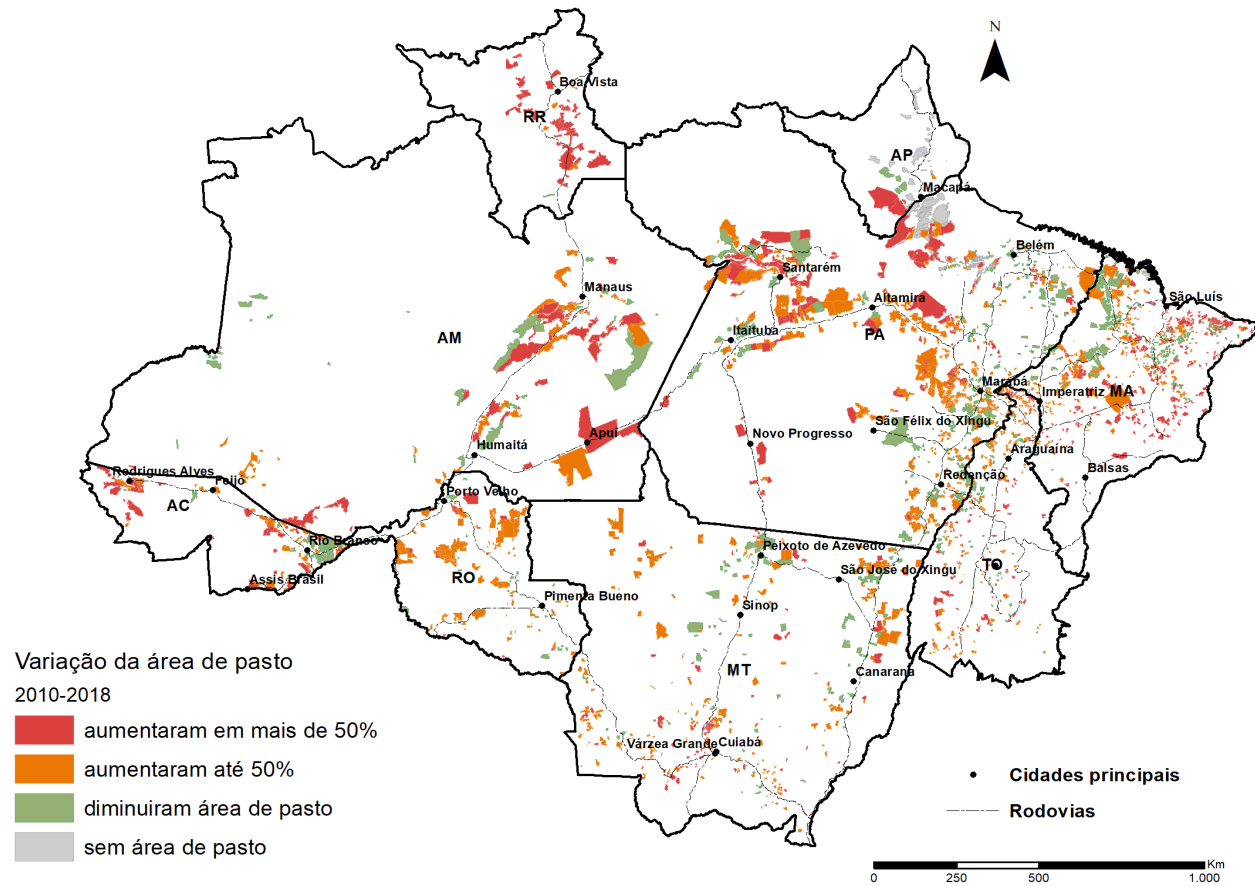 N
Boa Vista
RR
AP
Macapá
Belém
Santarém
São Luís
Manaus
Altamira
Itaituba
AM
PA
Marabá
Imperatriz
MA
São Félix do Xingu
Apuí
Novo Progresso
Humaitá
Araguaína
Rodrigues Alves
Balsas
Feijó
Redenção
Porto Velho
AC
Rio Branco
Peixoto de Azevedo
TO
Assis Brasil
RO
São José do Xingu
Pimenta Bueno
Sinop
MT
Canarana
Várzea Grande
Cuiabá
Variação da área de pasto
2010-2018
aumentaram em mais de 50%
aumentaram até 50%
diminuiram área de pasto
sem área de pasto
Cidades principais
Rodovias
Km
0 250 500 1.000